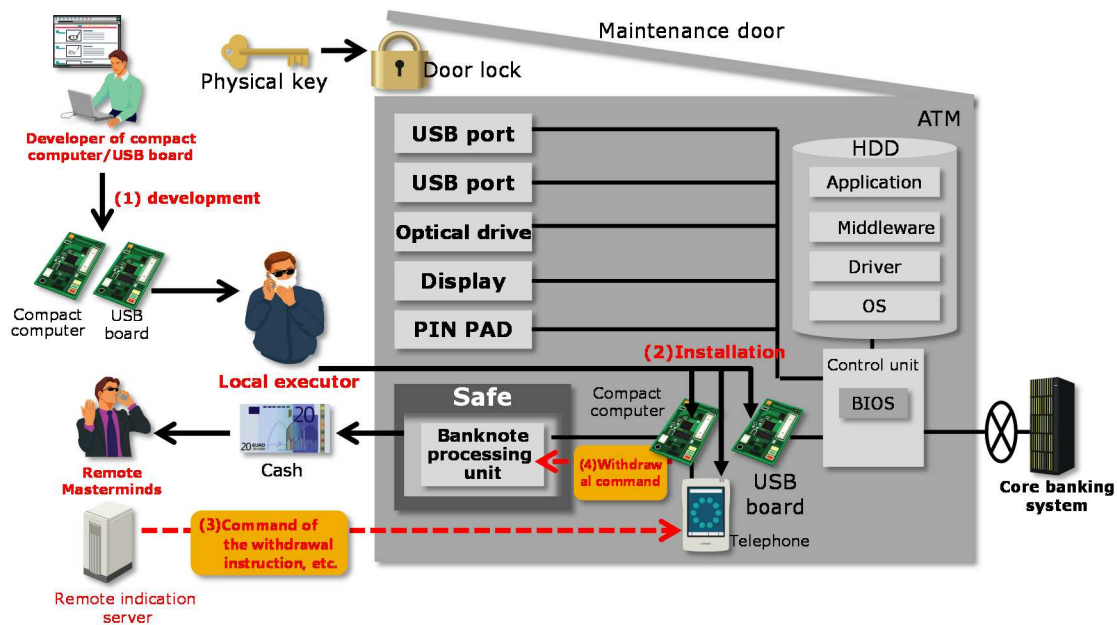 Physical key
Door lock
Maintenance door
ATM
Developer of compact
computer/USB board
(1) development
Compact
computer
USB
board
Local executor
Remote
Masterminds
Cash
20
20 EURO
Remote indication
server
(3)Command of
the withdrawal
instruction, etc.
USB port
USB port
Optical drive
Display
PIN PAD
HDD
Application
Middleware
Driver
OS
(2)Installation
Control unit
BIOS
Safe
Banknote
processing
unit
Compact
computer
(4)Withdraw
al command
USB
board
Telephone
Core banking
system